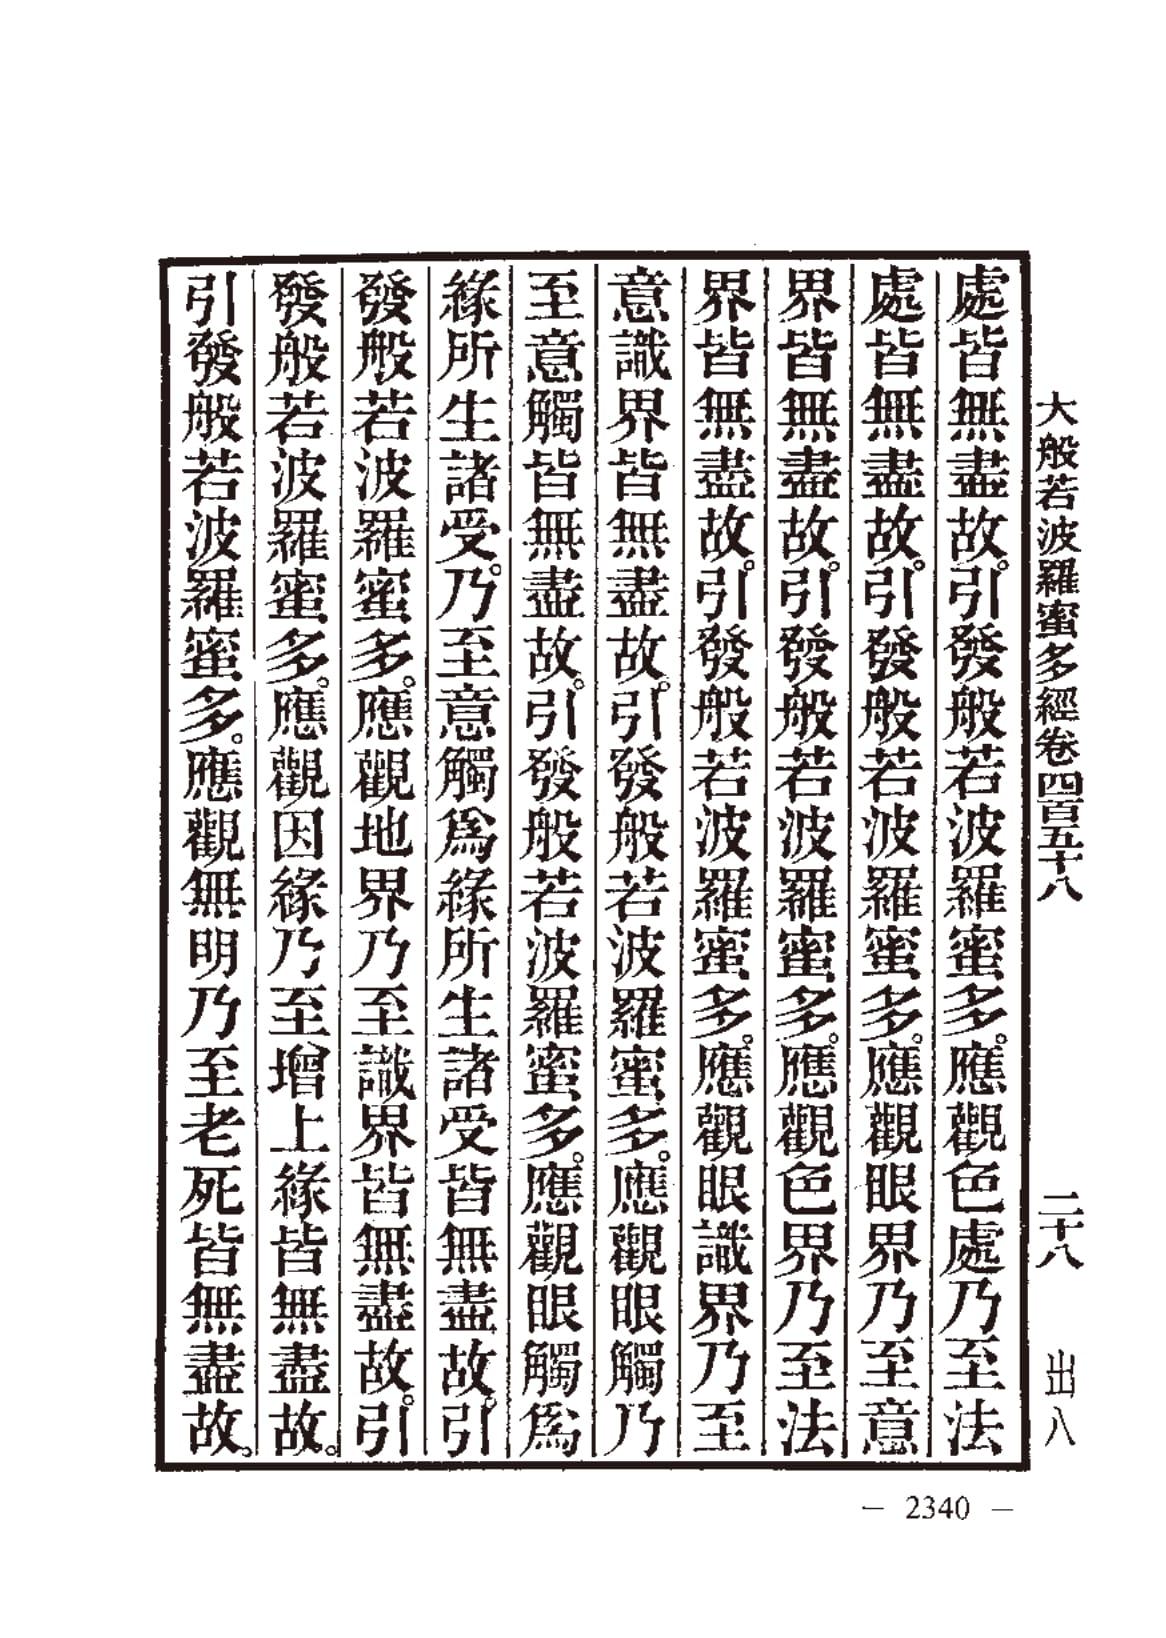 大般若波羅蜜多經卷四百五十八 二十八 出八
處皆無盡故。引發般若波羅蜜多。應觀色處乃至法
處皆無盡故。引發般若波羅蜜多。應觀眼界乃至意
界皆無盡故。引發般若波羅蜜多。應觀色界乃至法
界皆無盡故。引發般若波羅蜜多。應觀眼識界乃至
意識界皆無盡故。引發般若波羅蜜多。應觀眼觸乃
至意觸皆無盡故。引發般若波羅蜜多。應觀眼觸爲
緣所生諸受。乃至意觸爲緣所生諸受皆無盡故。引
發般若波羅蜜多。應觀地界乃至識界皆無盡故。引
發般若波羅蜜多。應觀因緣乃至增上緣皆無盡故。
引發般若波羅蜜多。應觀無明乃至老死皆無盡故。
— 2340 —